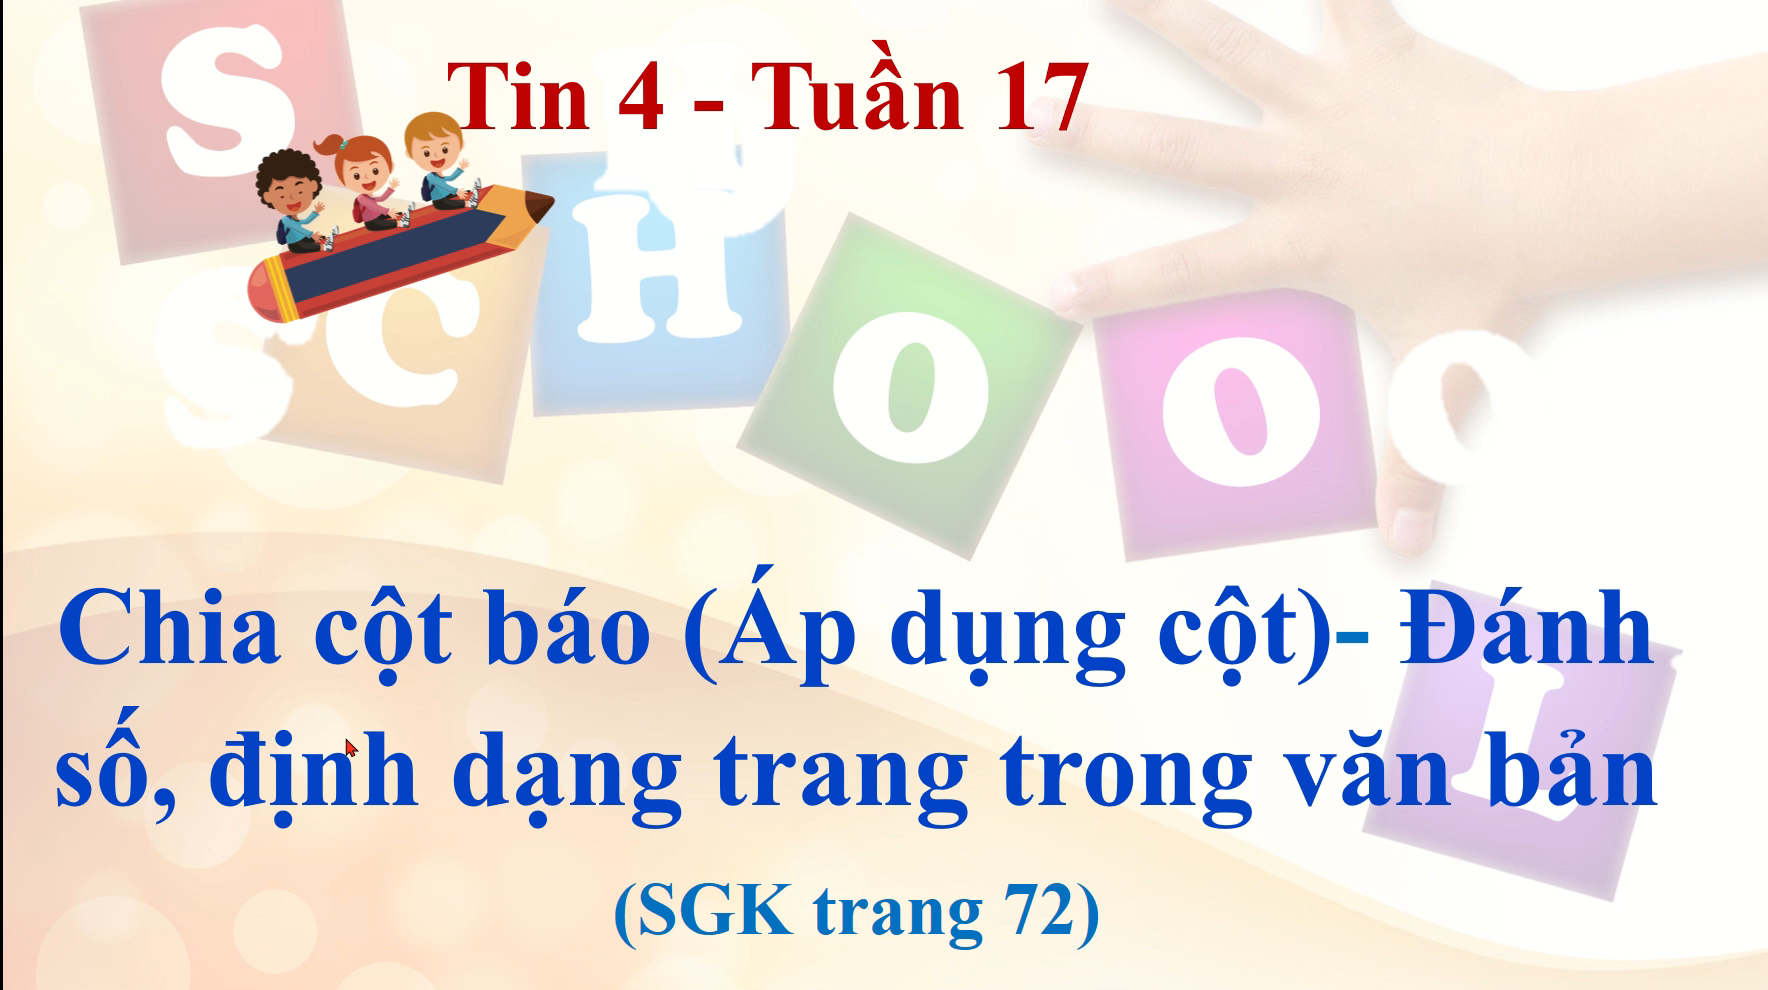 Tin 4 - Tuần 17
S
S C H O O O
L
Chia cột báo (Áp dụng cột)- Đánh
số, định dạng trang trong văn bản
(SGK trang 72)